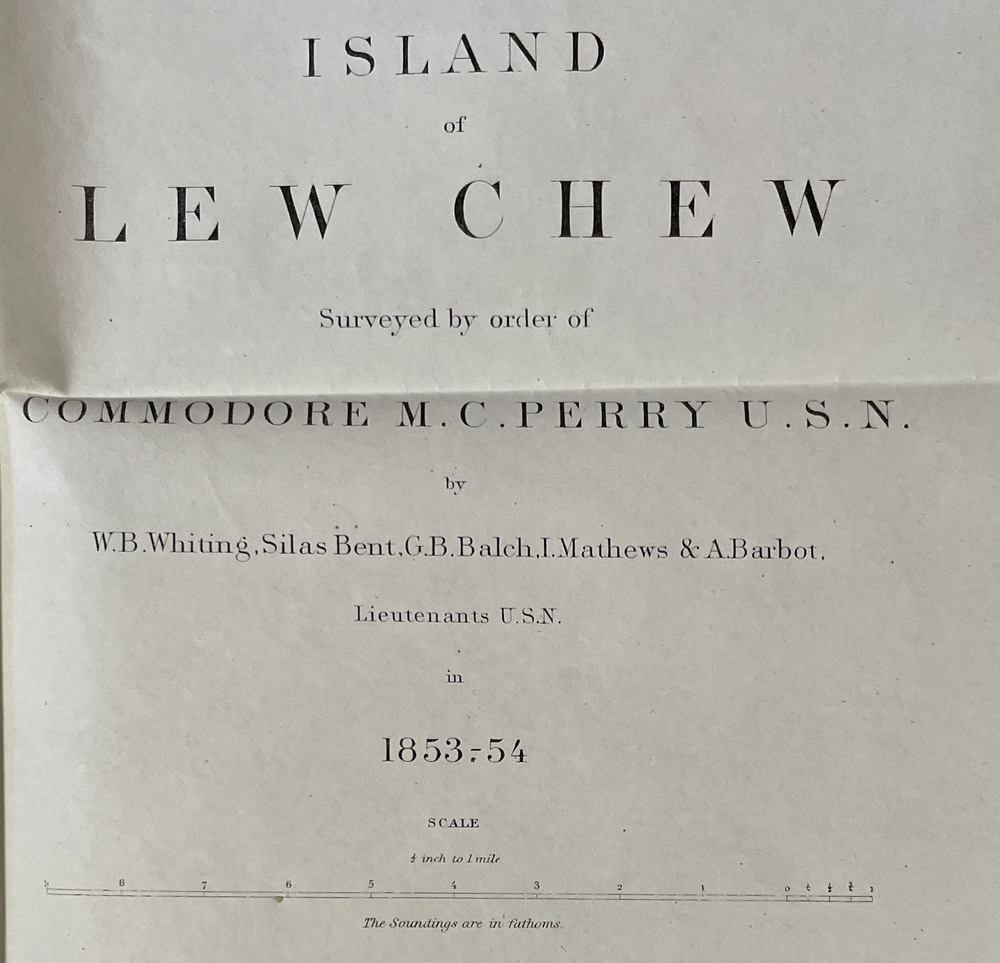 ISLAND
of
LEW CHEW
Surveyed by order of
COMMODORE M.C.PERRY U.S.N.
by
W.B.Whiting, Silas Bent, G.B.Balch, I.Mathews & A.Barbot,
Lieutenants U.S.N.
in
1853-54
SCALE
inch to 1 mile
8 7 6 5 4 3 2 1 0 1
The Soundings are in fathoms.